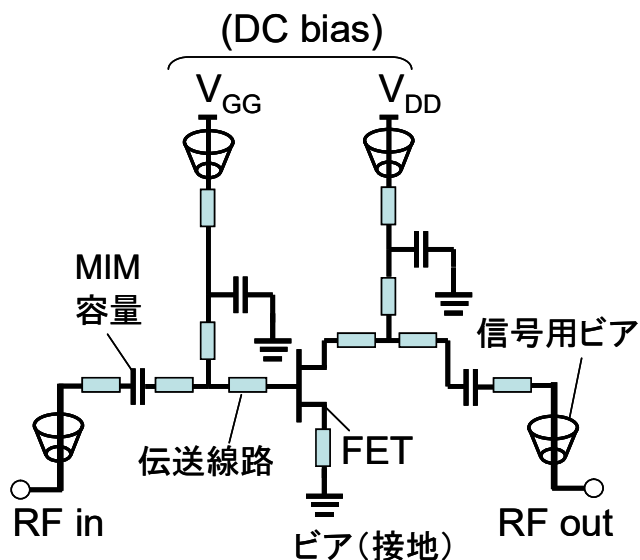 (DC bias)
VGG
VDD
MIM
容量
信号用ビア
伝送線路
FET
RF in
RF out
ビア(接地)